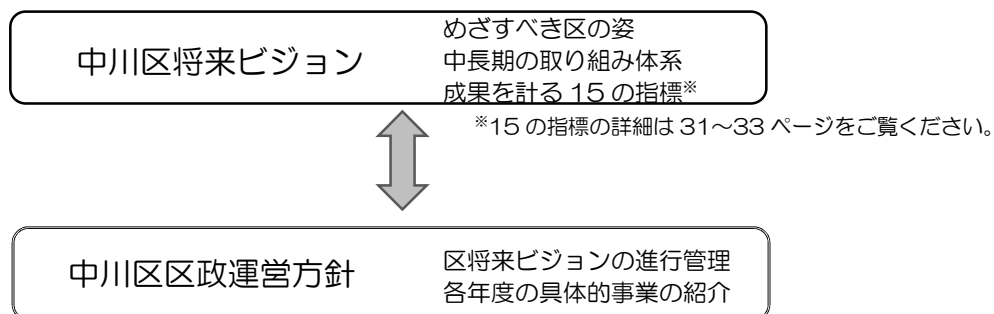 中川区将来ビジョン
めざすべき区の姿
中長期の取り組み体系
成果を計る 15 の指標※
※15 の指標の詳細は 31～33 ページをご覧ください。
中川区区政運営方針
区将来ビジョンの進行管理
各年度の具体的事業の紹介